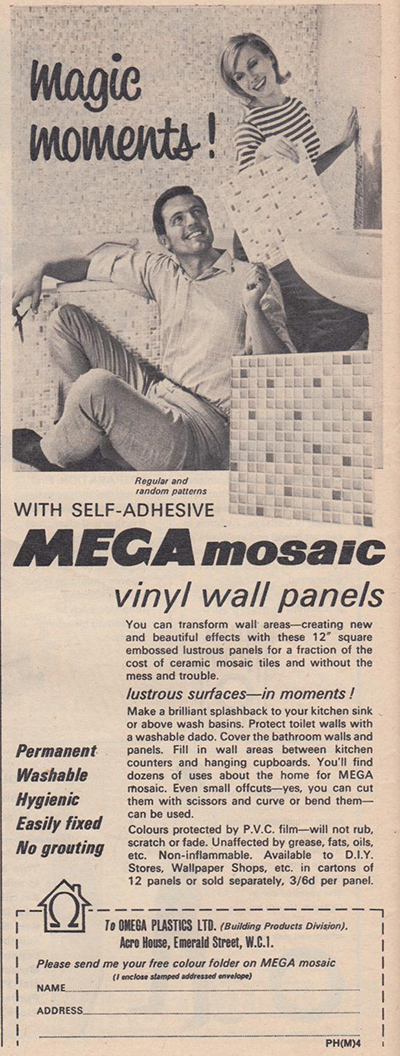 Magic
moments!
Regular and
random patterns
WITH SELF-ADHESIVE
MEGA mosaic
vinyl wall panels
You can transform wall areas—creating new
and beautiful effects with these 12" square
embossed lustrous panels for a fraction of the
cost of ceramic mosaic tiles and without the
mess and trouble.
lustrous surfaces—in moments!
Make a brilliant splashback to your kitchen sink
or above wash basins. Protect toilet walls with
a washable dado. Cover the bathroom walls and
panels. Fill in wall areas between kitchen
counters and hanging cupboards. You'll find
dozens of uses about the home for MEGA
mosaic. Even small offcuts—yes, you can cut
them with scissors and curve or bend them—
can be used.
Colours protected by P.V.C. film—will not rub,
scratch or fade. Unaffected by grease, fats, oils,
etc. Non-inflammable. Available to D.I.Y.
Stores, Wallpaper Shops, etc. in cartons of
12 panels or sold separately, 3/6d per panel.
Permanent
Washable
Hygienic
Easily fixed
No grouting
Ω
To OMEGA PLASTICS LTD. (Building Products Division),
Acro House, Emerald Street, W.C.1.
Please send me your free colour folder on MEGA mosaic
(I enclose stamped addressed envelope)
NAME
ADDRESS
PH(M)4